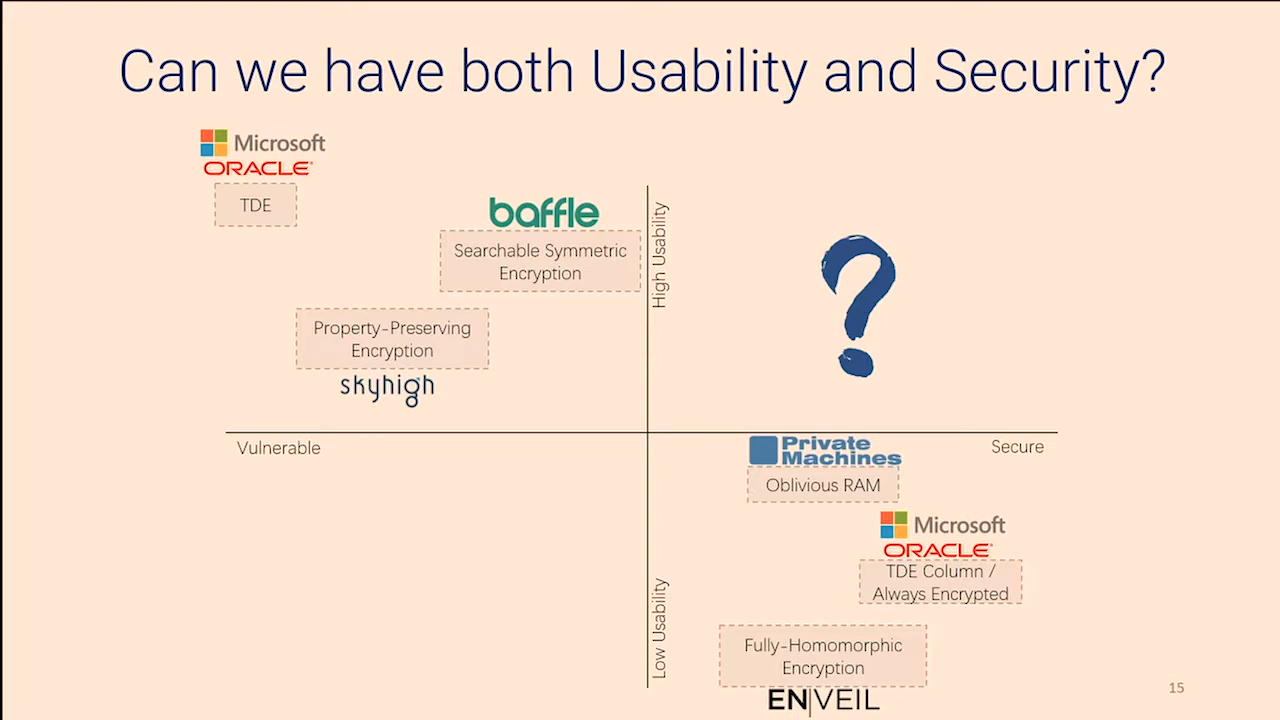 Can we have both Usability and Security?
Microsoft
ORACLE
TDE
baffle
Searchable Symmetric
Encryption
High Usability
Property-Preserving
Encryption
skyhigh
Vulnerable
Secure
Private
Machines
Oblivious RAM
Microsoft
ORACLE
TDE Column /
Always Encrypted
Low Usability
Fully-Homomorphic
Encryption
EN|VEIL
15